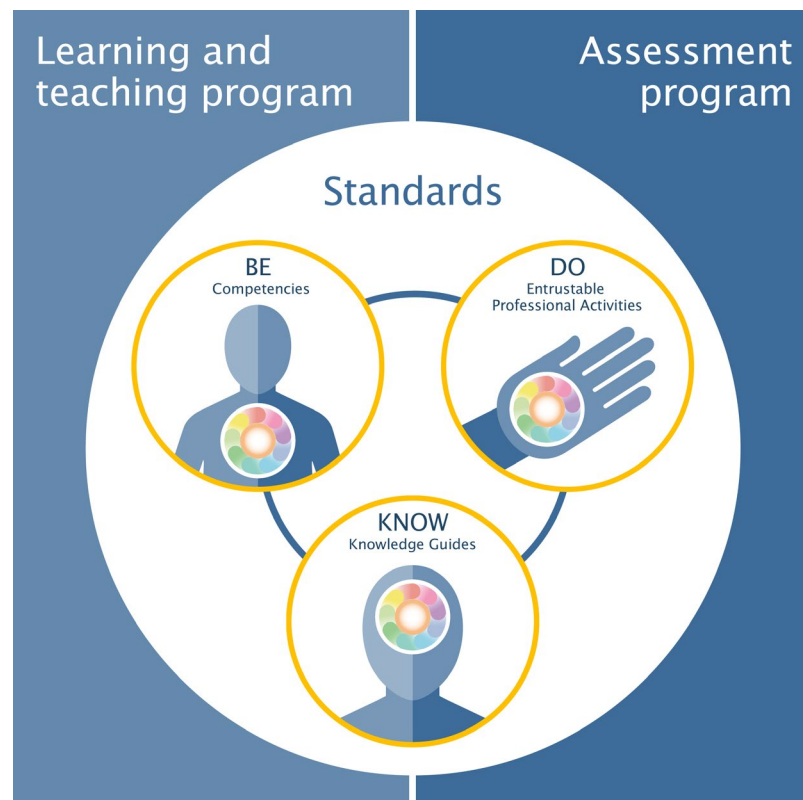 Learning and
teaching program
Assessment
program
Standards
BE
Competencies
DO
Entrustable
Professional Activities
KNOW
Knowledge Guides